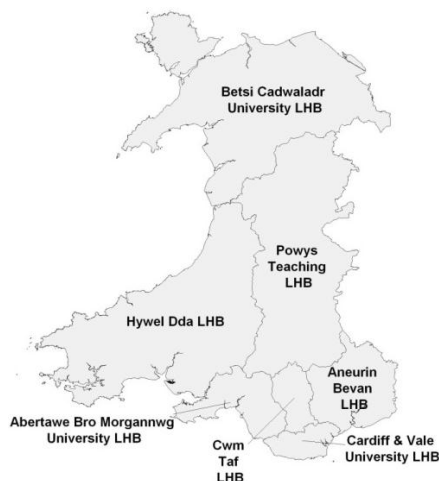 Betsi Cadwaladr
University LHB
Powys
Teaching
LHB
Hywel Dda LHB
Aneurin
Bevan
LHB
Abertawe Bro Morgannwg
University LHB
Cwm
Taf
LHB
Cardiff & Vale
University LHB